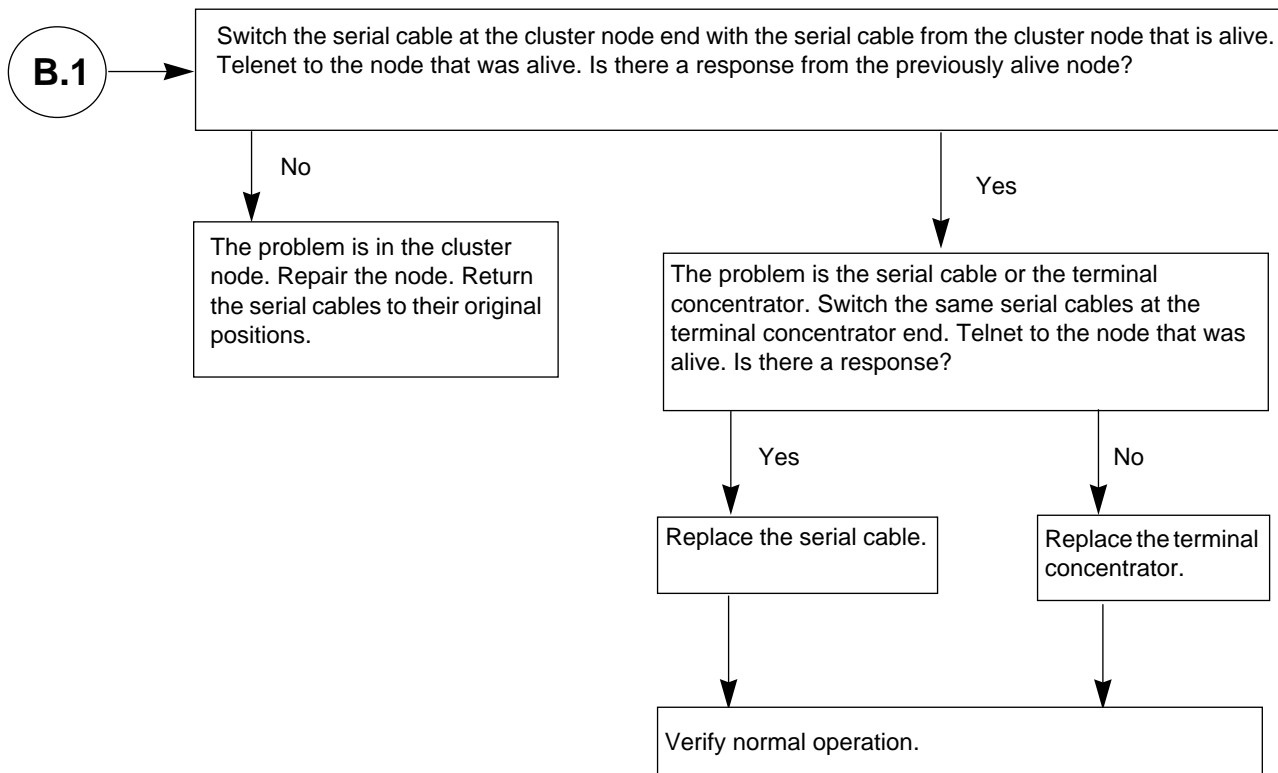 B.1
Switch the serial cable at the cluster node end with the serial cable from the cluster node that is alive.
Telenet to the node that was alive. Is there a response from the previously alive node?
No
Yes
The problem is in the cluster
node. Repair the node. Return
the serial cables to their original
positions.
The problem is the serial cable or the terminal
concentrator. Switch the same serial cables at the
terminal concentrator end. Telnet to the node that was
alive. Is there a response?
Yes
No
Replace the serial cable.
Replace the terminal
concentrator.
Verify normal operation.